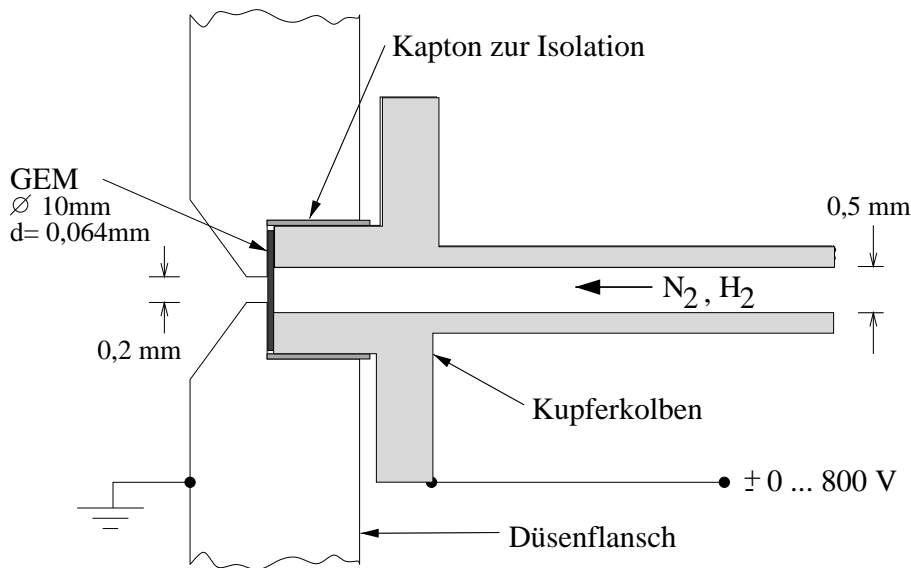 Kapton zur Isolation
GEM
⌀ 10mm
d= 0,064mm
0,5 mm
N2 , H2
0,2 mm
Kupferkolben
± 0 ... 800 V
Düsenflansch